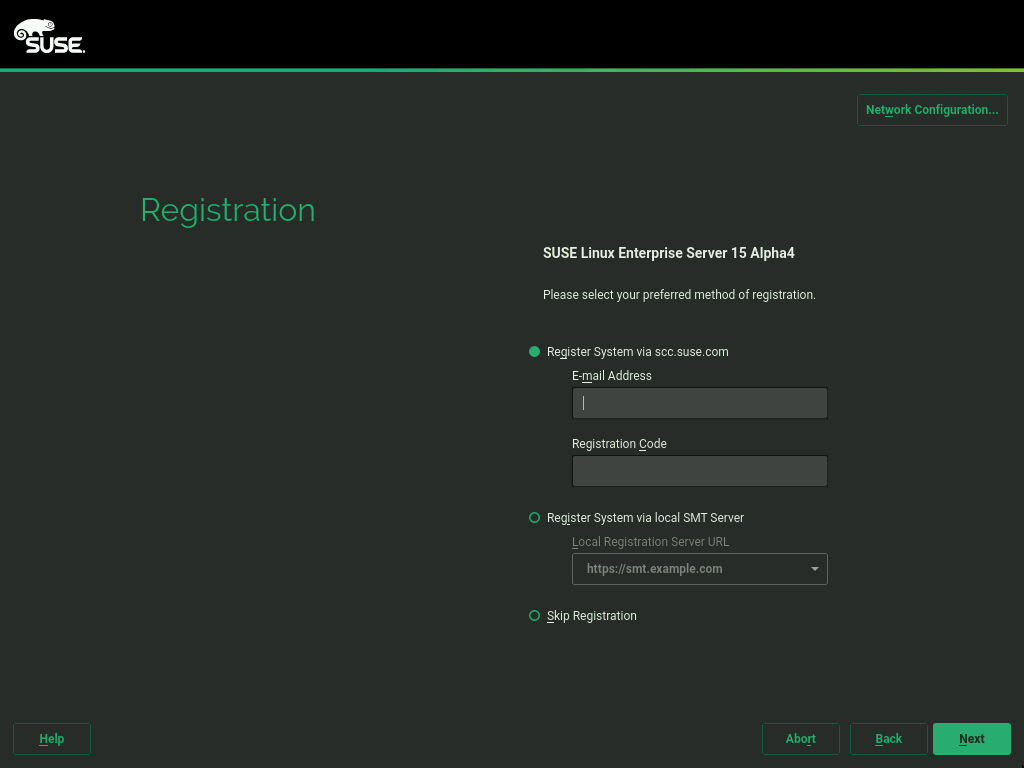 SUSE.
Network Configuration...
Registration
SUSE Linux Enterprise Server 15 Alpha4
Please select your preferred method of registration.
Register System via scc.suse.com
E-mail Address
Registration Code
Register System via local SMT Server
Local Registration Server URL
https://smt.example.com
Skip Registration
Help
Abort
Back
Next